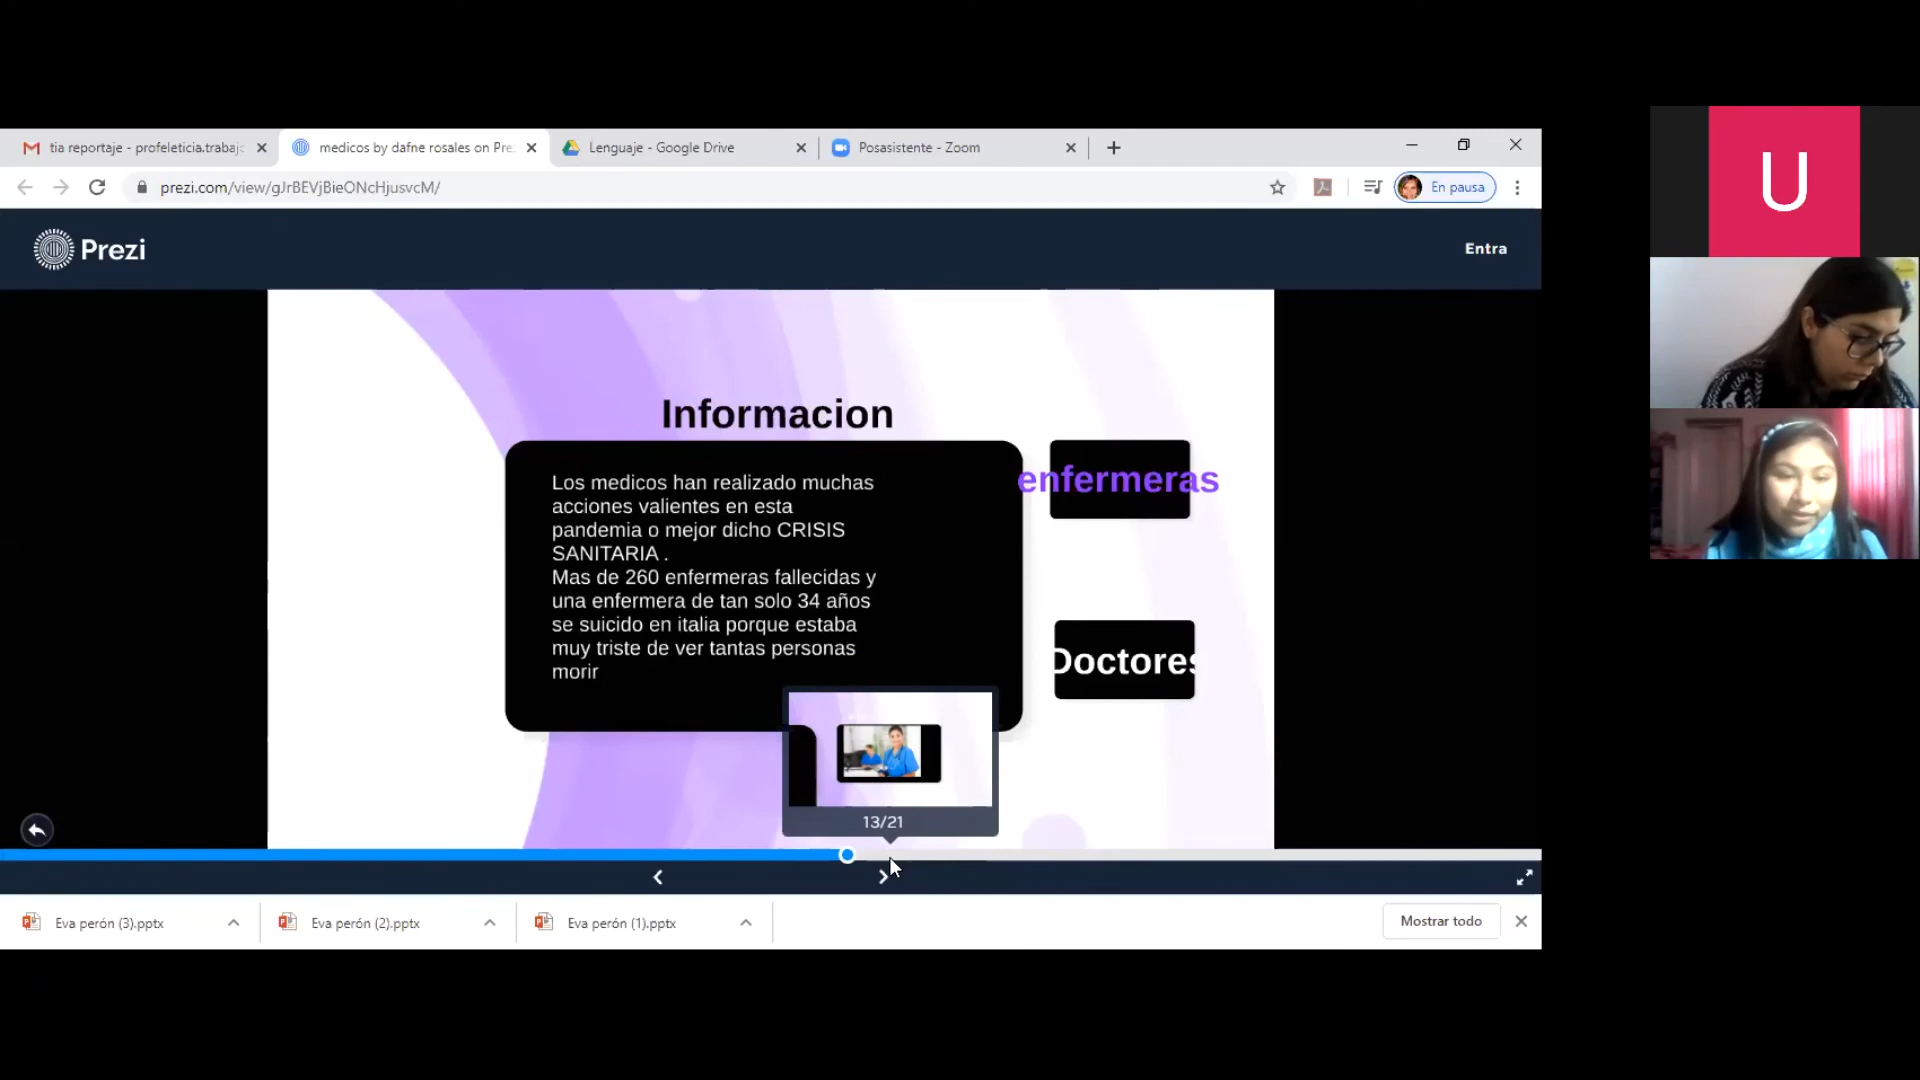 tia reportaje - profeleticia.trabajo
medicos by dafne rosales on Pre
Lenguaje - Google Drive
Posasistente - Zoom
prezi.com/view/gJrBEVjBieONcHjusvcM/
En pausa
Prezi
Entra
U
Informacion
Los medicos han realizado muchas
acciones valientes en esta
pandemia o mejor dicho CRISIS
SANITARIA .
Mas de 260 enfermeras fallecidas y
una enfermera de tan solo 34 años
se suicido en italia porque estaba
muy triste de ver tantas personas
morir
enfermeras
Doctores
13/21
Eva perón (3).pptx
Eva perón (2).pptx
Eva perón (1).pptx
Mostrar todo